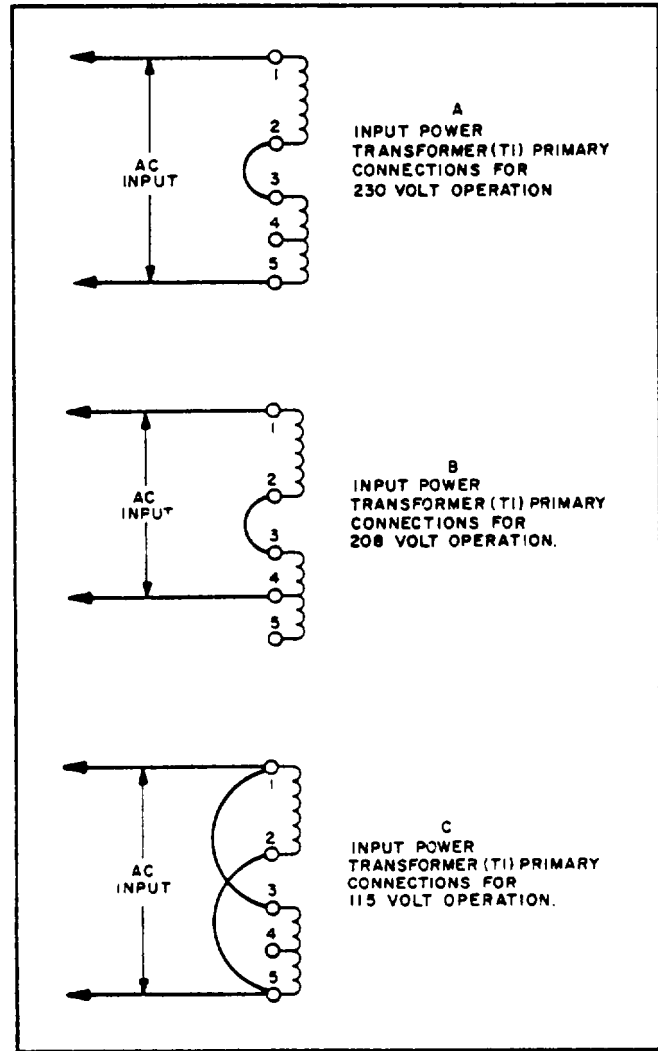 1
2
3
4
5
AC
INPUT
A
INPUT POWER
TRANSFORMER (T1) PRIMARY
CONNECTIONS FOR
230 VOLT OPERATION
1
2
3
4
5
AC
INPUT
B
INPUT POWER
TRANSFORMER (T1) PRIMARY
CONNECTIONS FOR
208 VOLT OPERATION.
1
2
3
4
5
AC
INPUT
C
INPUT POWER
TRANSFORMER (T1) PRIMARY
CONNECTIONS FOR
115 VOLT OPERATION.